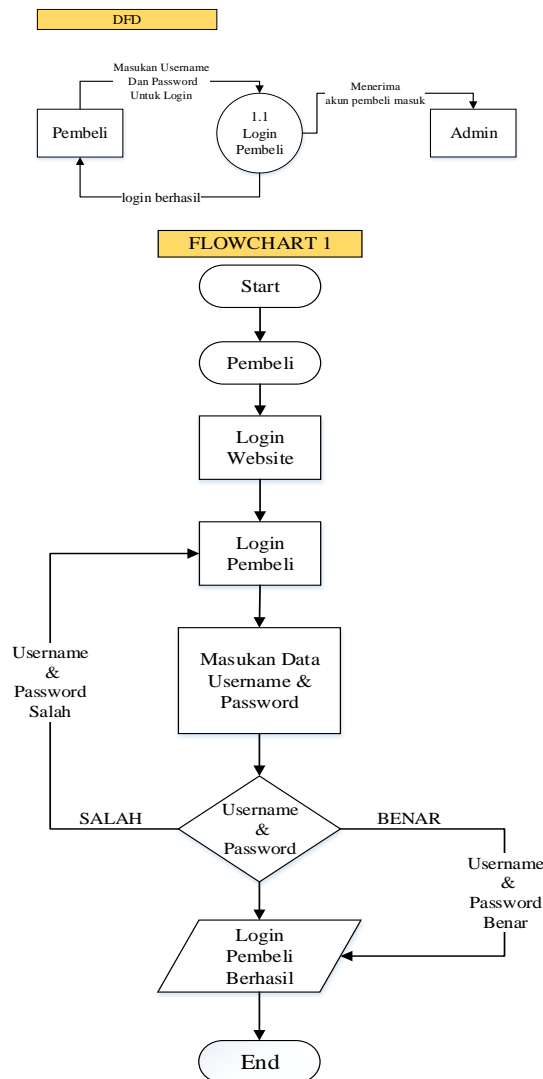 DFD
Masukan Username
Dan Password
Untuk Login
Menerima
akun pembeli masuk
Pembeli
1.1
Login
Pembeli
Admin
login berhasil
FLOWCHART 1
Start
Pembeli
Login
Website
Login
Pembeli
Username
&
Password
Salah
Masukan Data
Username &
Password
SALAH
Username
&
Password
BENAR
Username
&
Password
Benar
Login
Pembeli
Berhasil
End